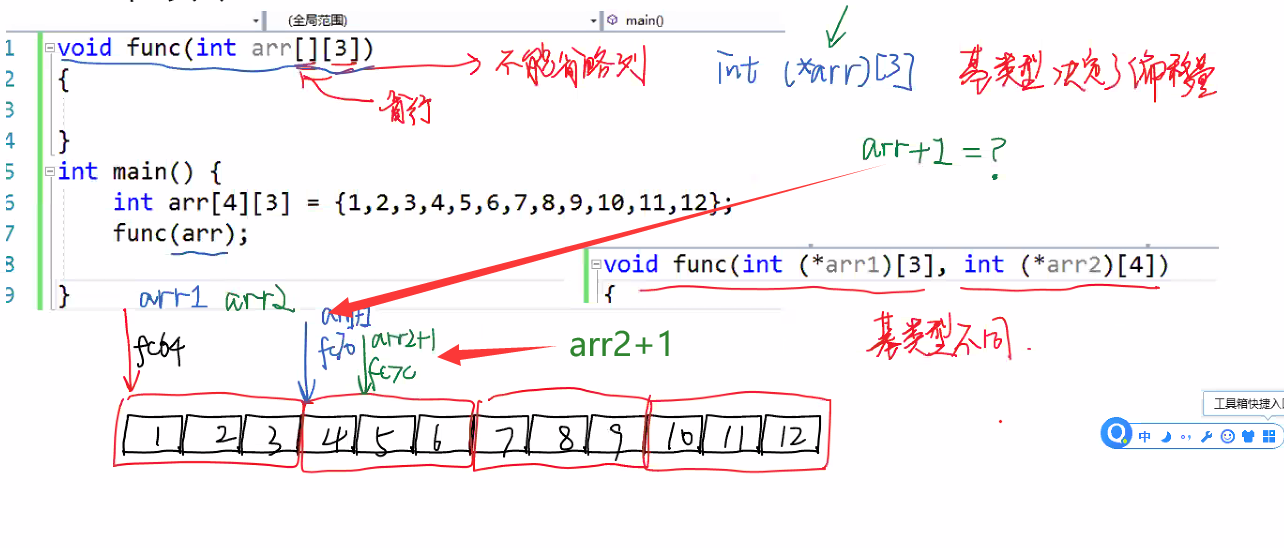 (全局范围)
main()
1 void func(int arr[][3])
不能省略列
int (*arr)[3]
基类型决定了偏移量
2 {
3
省行
4 }
arr+1=?
5 int main() {
6 int arr[4][3] = {1,2,3,4,5,6,7,8,9,10,11,12};
7 func(arr);
8
void func(int (*arr1)[3], int (*arr2)[4])
9 }
{
arr1 arr2
arr+1
基类型不同.
fc64
fc70
arr2+1
arr2+1
fc7c
工具箱快捷入
中
1 2 3 4 5 6 7 8 9 10 11 12